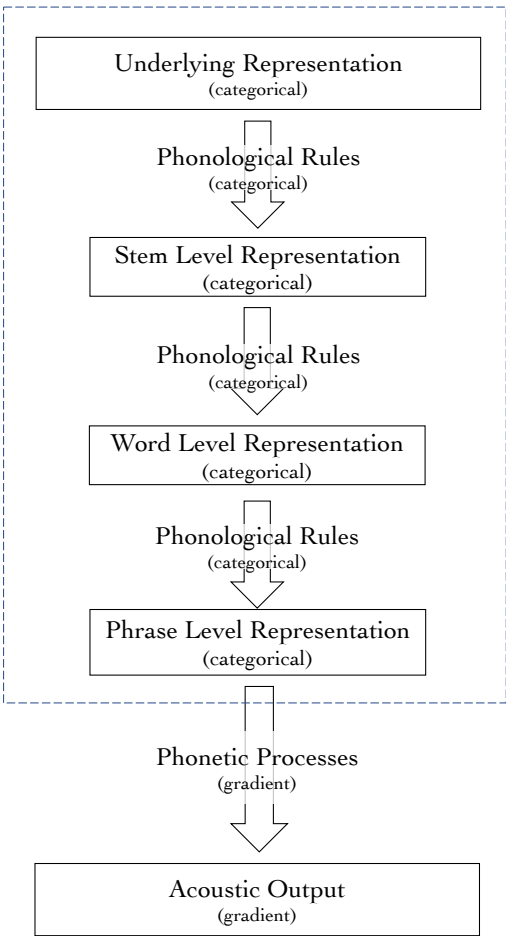 Underlying Representation
(categorical)
Phonological Rules
(categorical)
Stem Level Representation
(categorical)
Phonological Rules
(categorical)
Word Level Representation
(categorical)
Phonological Rules
(categorical)
Phrase Level Representation
(categorical)
Phonetic Processes
(gradient)
Acoustic Output
(gradient)